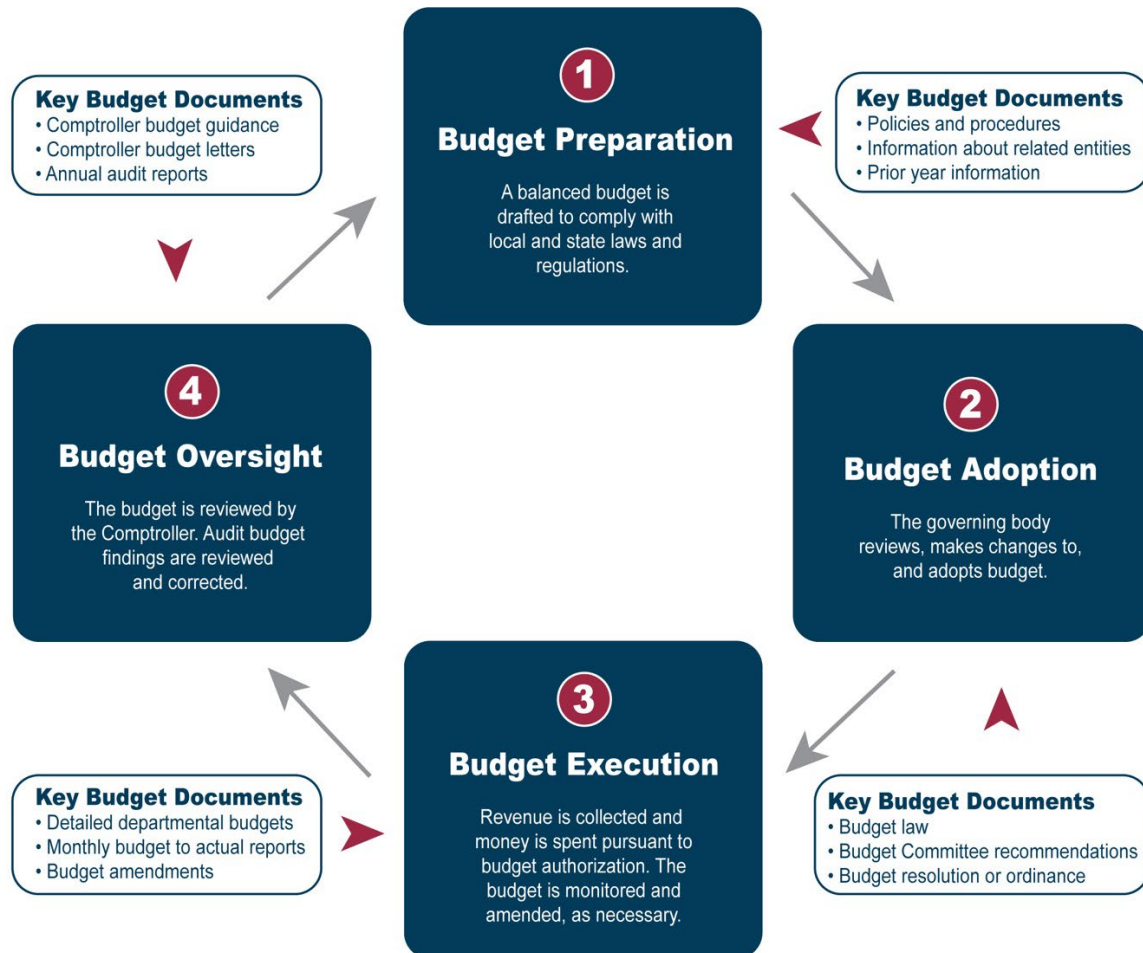 1
Budget Preparation
A balanced budget is
drafted to comply with
local and state laws and
regulations.
Key Budget Documents
• Policies and procedures
• Information about related entities
• Prior year information
2
Budget Adoption
The governing body
reviews, makes changes to,
and adopts budget.
Key Budget Documents
• Budget law
• Budget Committee recommendations
• Budget resolution or ordinance
3
Budget Execution
Revenue is collected and
money is spent pursuant to
budget authorization. The
budget is monitored and
amended, as necessary.
Key Budget Documents
• Detailed departmental budgets
• Monthly budget to actual reports
• Budget amendments
4
Budget Oversight
The budget is reviewed by
the Comptroller. Audit budget
findings are reviewed
and corrected.
Key Budget Documents
• Comptroller budget guidance
• Comptroller budget letters
• Annual audit reports